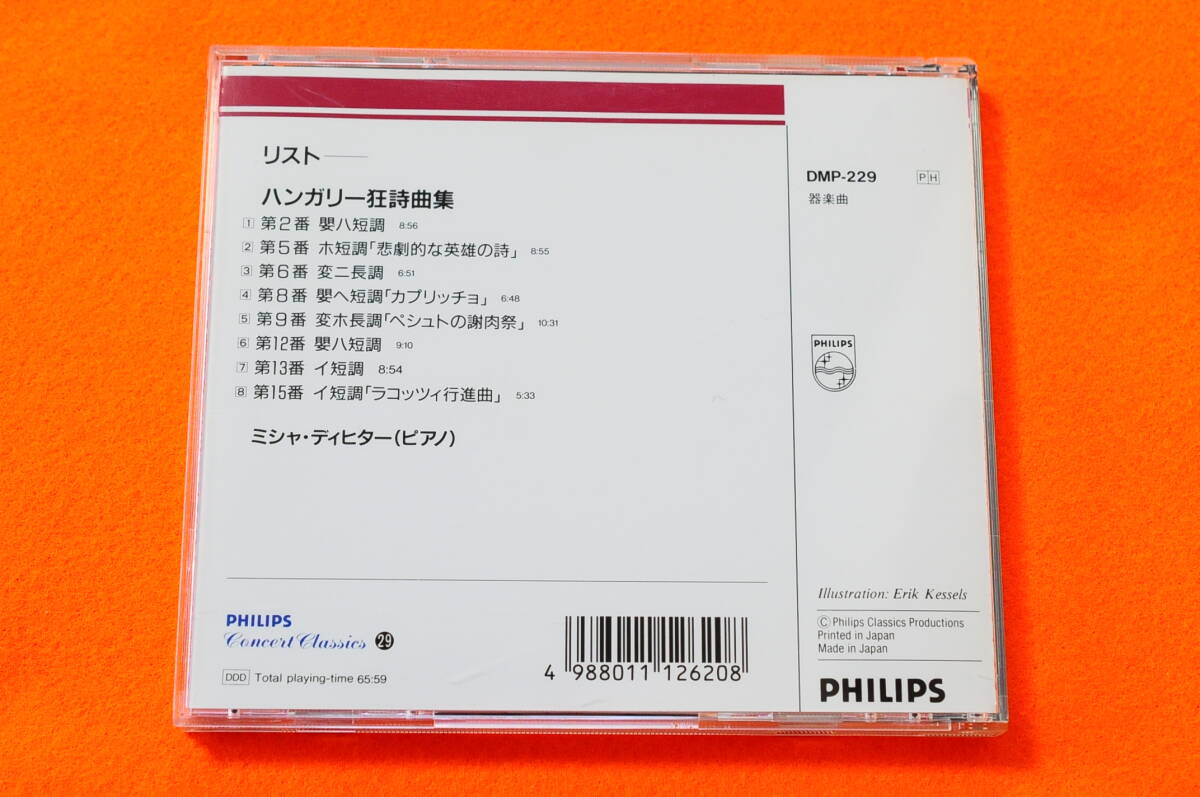 リスト──
ハンガリー狂詩曲集
1 第2番 嬰ハ短調 8:56
2 第5番 ホ短調「悲劇的な英雄の詩」 8:55
3 第6番 変ニ長調 6:51
4 第8番 嬰ヘ短調「カプリッチョ」 6:48
5 第9番 変ホ長調「ペシュトの謝肉祭」 10:31
6 第12番 嬰ハ短調 9:10
7 第13番 イ短調 8:54
8 第15番 イ短調「ラコッツィ行進曲」 5:33
ミシャ・ディヒター(ピアノ)
PHILIPS
Concert Classics 29
DDD Total playing-time 65:59
4 988011 126208
DMP-229 PH
器楽曲
PHILIPS
Illustration: Erik Kessels
Ⓒ Philips Classics Productions
Printed in Japan
Made in Japan
PHILIPS